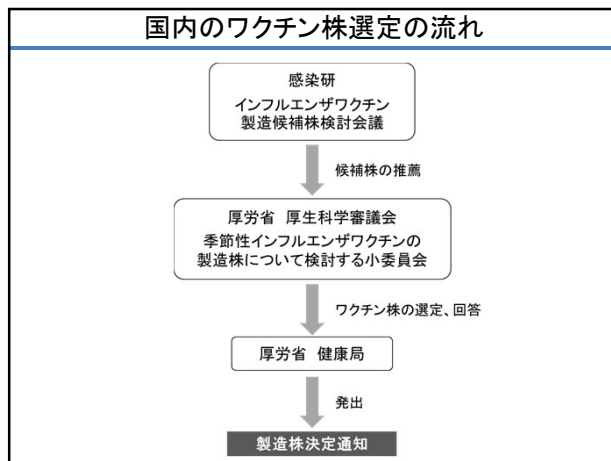 国内のワクチン株選定の流れ
感染研
インフルエンザワクチン
製造候補株検討会議
候補株の推薦
厚労省 厚生科学審議会
季節性インフルエンザワクチンの
製造株について検討する小委員会
ワクチン株の選定、回答
厚労省 健康局
発出
製造株決定通知